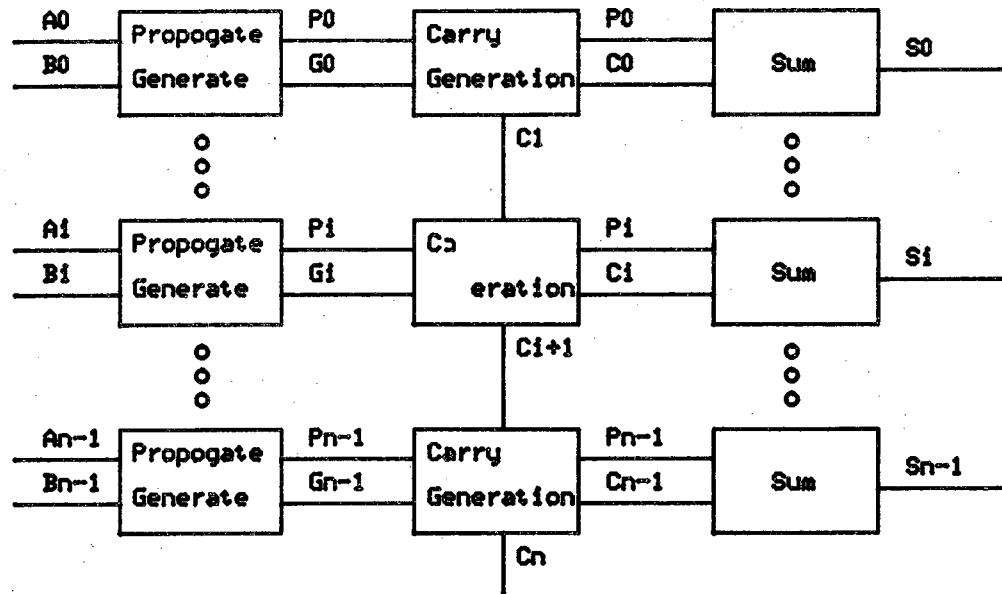 A0 P0 P0
Propogate Carry S0
B0 G0 C0 Sum
Generate Generation
C1
Ai Pi Pi
Propogate Si
Bi Gi Ci Sum
Generate eration
Ci+1
An-1 Pn-1 Pn-1
Propogate Carry Sn-1
Bn-1 Gn-1 Cn-1 Sum
Generate Generation
Cn